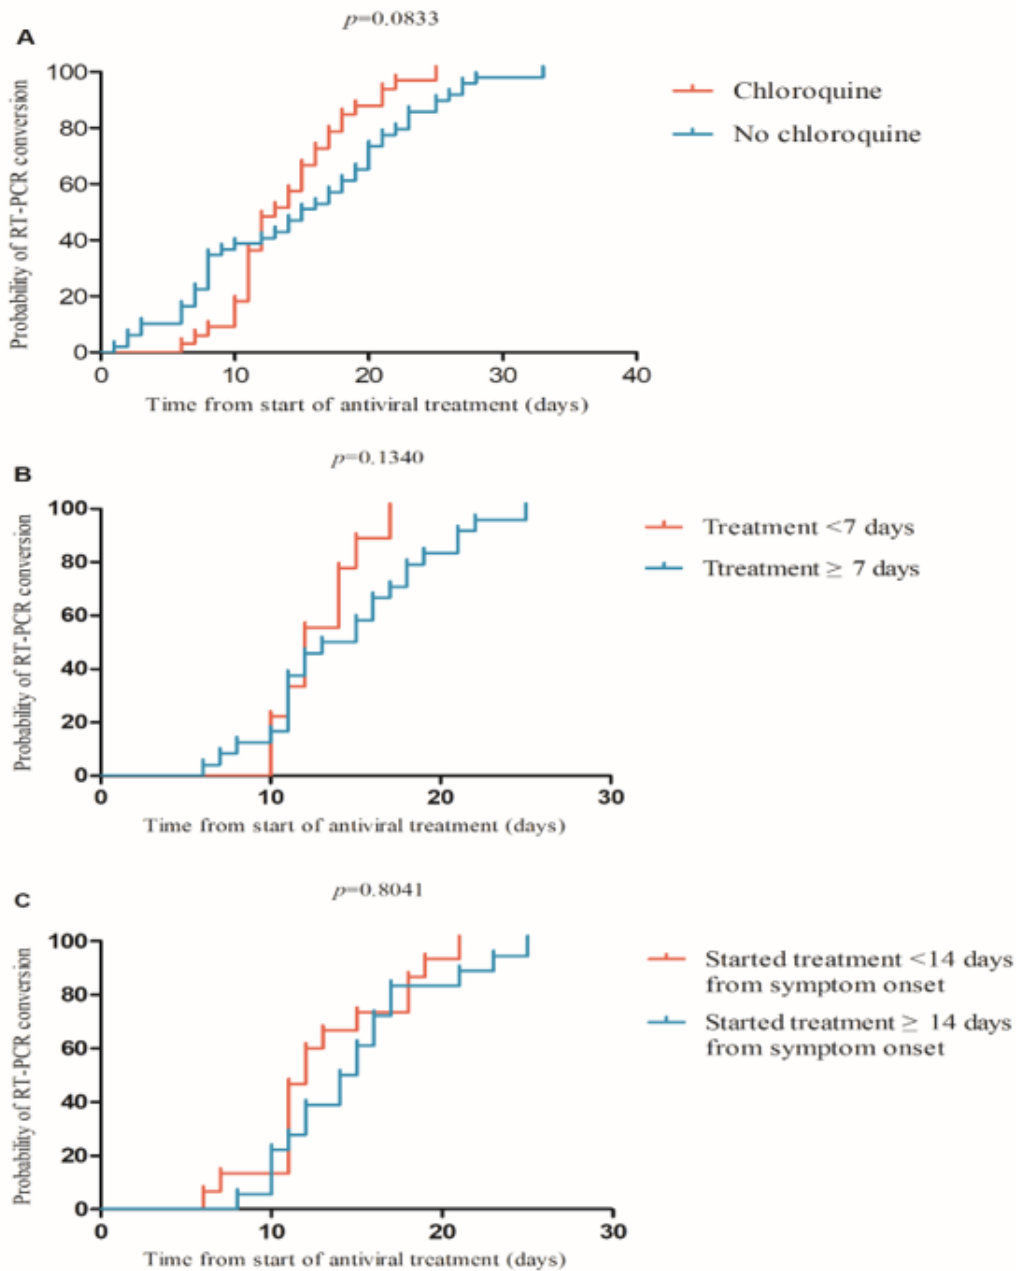 p=0.0833
A
Probability of RT-PCR conversion
100
80
60
40
20
0
0 10 20 30 40
Time from start of antiviral treatment (days)
Chloroquine
No chloroquine
p=0.1340
B
Probability of RT-PCR conversion
100
80
60
40
20
0
0 10 20 30
Time from start of antiviral treatment (days)
Treatment <7 days
Ttreatment ≥ 7 days
p=0.8041
C
Probability of RT-PCR conversion
100
80
60
40
20
0
0 10 20 30
Time from start of antiviral treatment (days)
Started treatment <14 days
from symptom onset
Started treatment ≥ 14 days
from symptom onset